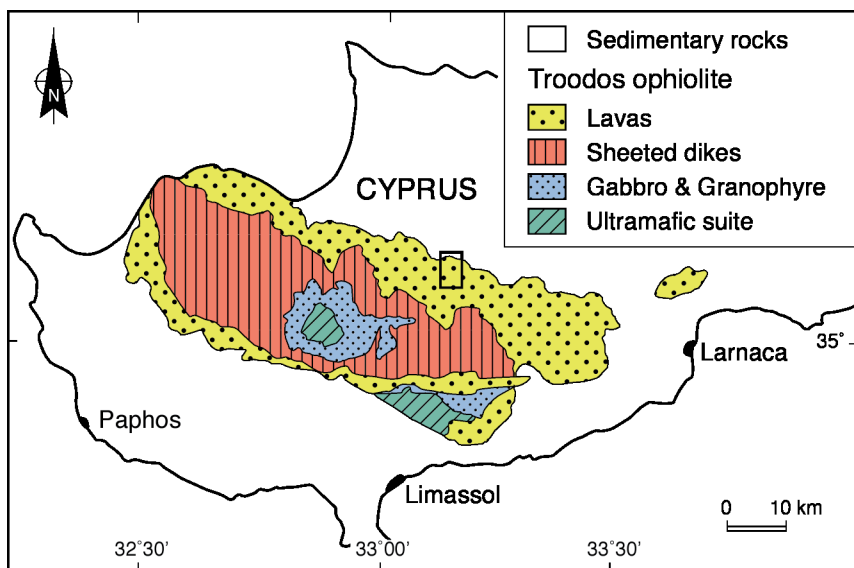 N
Sedimentary rocks
Troodos ophiolite
Lavas
Sheeted dikes
Gabbro & Granophyre
Ultramafic suite
CYPRUS
35°
Larnaca
Paphos
Limassol
0 10 km
32°30' 33°00' 33°30'